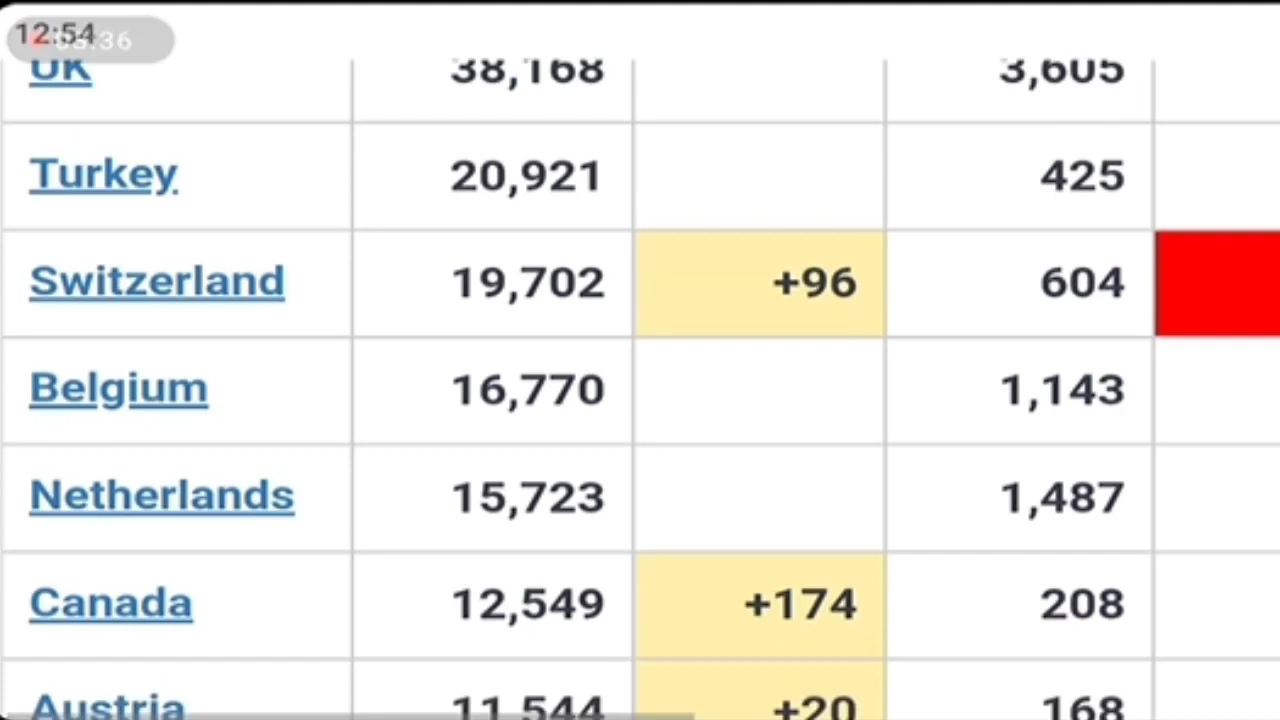 12:54
UK 38,168 3,605
Turkey 20,921 425
Switzerland 19,702 +96 604
Belgium 16,770 1,143
Netherlands 15,723 1,487
Canada 12,549 +174 208
Austria 11,544 +20 168